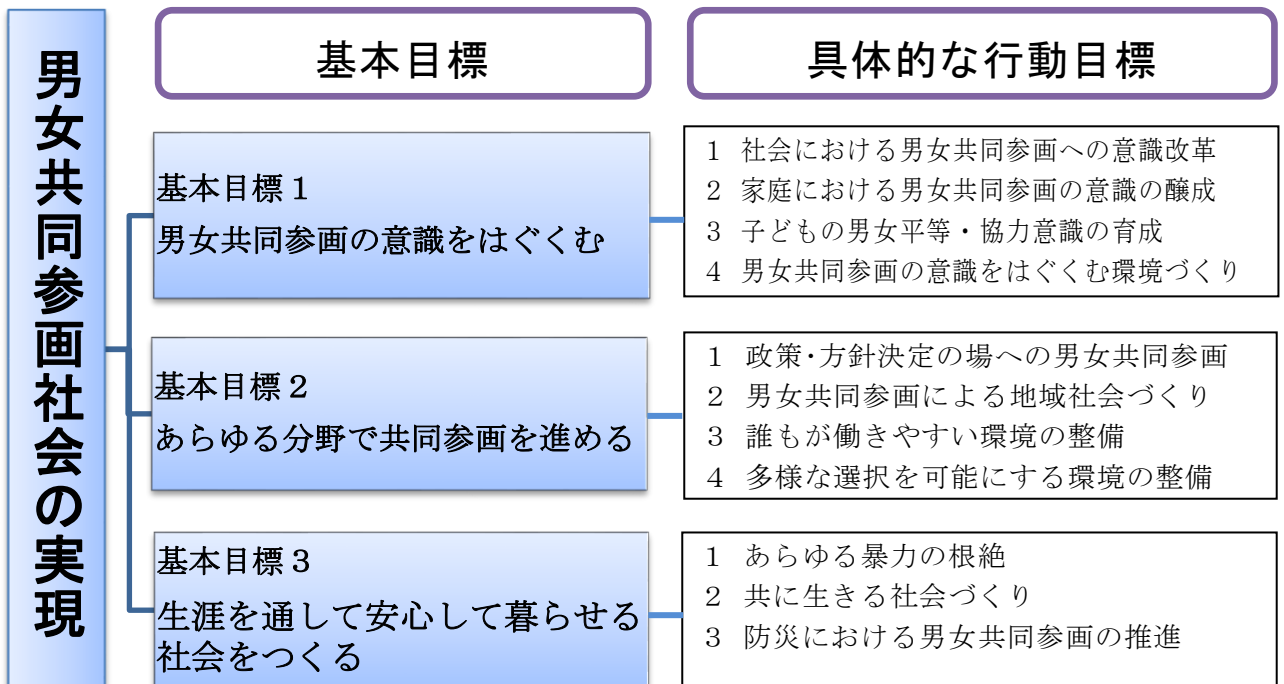 男女共同参画社会の実現
基本目標
具体的な行動目標
基本目標1
男女共同参画の意識をはぐくむ
1 社会における男女共同参画への意識改革
2 家庭における男女共同参画の意識の醸成
3 子どもの男女平等・協力意識の育成
4 男女共同参画の意識をはぐくむ環境づくり
基本目標2
あらゆる分野で共同参画を進める
1 政策・方針決定の場への男女共同参画
2 男女共同参画による地域社会づくり
3 誰もが働きやすい環境の整備
4 多様な選択を可能にする環境の整備
基本目標3
生涯を通して安心して暮らせる
社会をつくる
1 あらゆる暴力の根絶
2 共に生きる社会づくり
3 防災における男女共同参画の推進